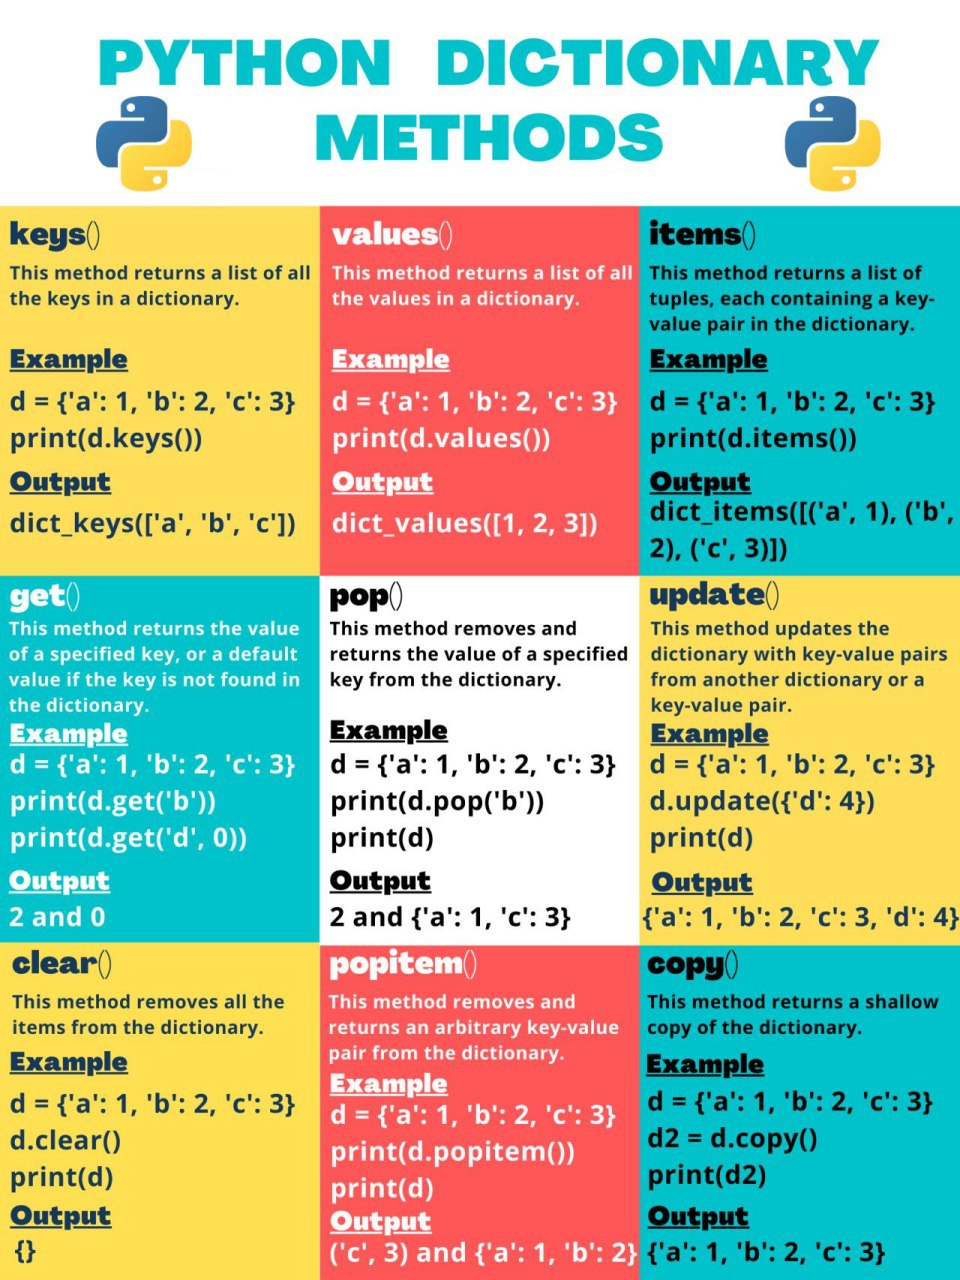 PYTHON DICTIONARY
METHODS
keys()
This method returns a list of all
the keys in a dictionary.
Example
d = {'a': 1, 'b': 2, 'c': 3}
print(d.keys())
Output
dict_keys(['a', 'b', 'c'])
values()
This method returns a list of all
the values in a dictionary.
Example
d = {'a': 1, 'b': 2, 'c': 3}
print(d.values())
Output
dict_values([1, 2, 3])
items()
This method returns a list of
tuples, each containing a key-
value pair in the dictionary.
Example
d = {'a': 1, 'b': 2, 'c': 3}
print(d.items())
Output
dict_items([('a', 1), ('b',
2), ('c', 3)])
get()
This method returns the value
of a specified key, or a default
value if the key is not found in
the dictionary.
Example
d = {'a': 1, 'b': 2, 'c': 3}
print(d.get('b'))
print(d.get('d', 0))
Output
2 and 0
pop()
This method removes and
returns the value of a specified
key from the dictionary.
Example
d = {'a': 1, 'b': 2, 'c': 3}
print(d.pop('b'))
print(d)
Output
2 and {'a': 1, 'c': 3}
update()
This method updates the
dictionary with key-value pairs
from another dictionary or a
key-value pair.
Example
d = {'a': 1, 'b': 2, 'c': 3}
d.update({'d': 4})
print(d)
Output
{'a': 1, 'b': 2, 'c': 3, 'd': 4}
clear()
This method removes all the
items from the dictionary.
Example
d = {'a': 1, 'b': 2, 'c': 3}
d.clear()
print(d)
Output
{}
popitem()
This method removes and
returns an arbitrary key-value
pair from the dictionary.
Example
d = {'a': 1, 'b': 2, 'c': 3}
print(d.popitem())
print(d)
Output
('c', 3) and {'a': 1, 'b': 2}
copy()
This method returns a shallow
copy of the dictionary.
Example
d = {'a': 1, 'b': 2, 'c': 3}
d2 = d.copy()
print(d2)
Output
{'a': 1, 'b': 2, 'c': 3}